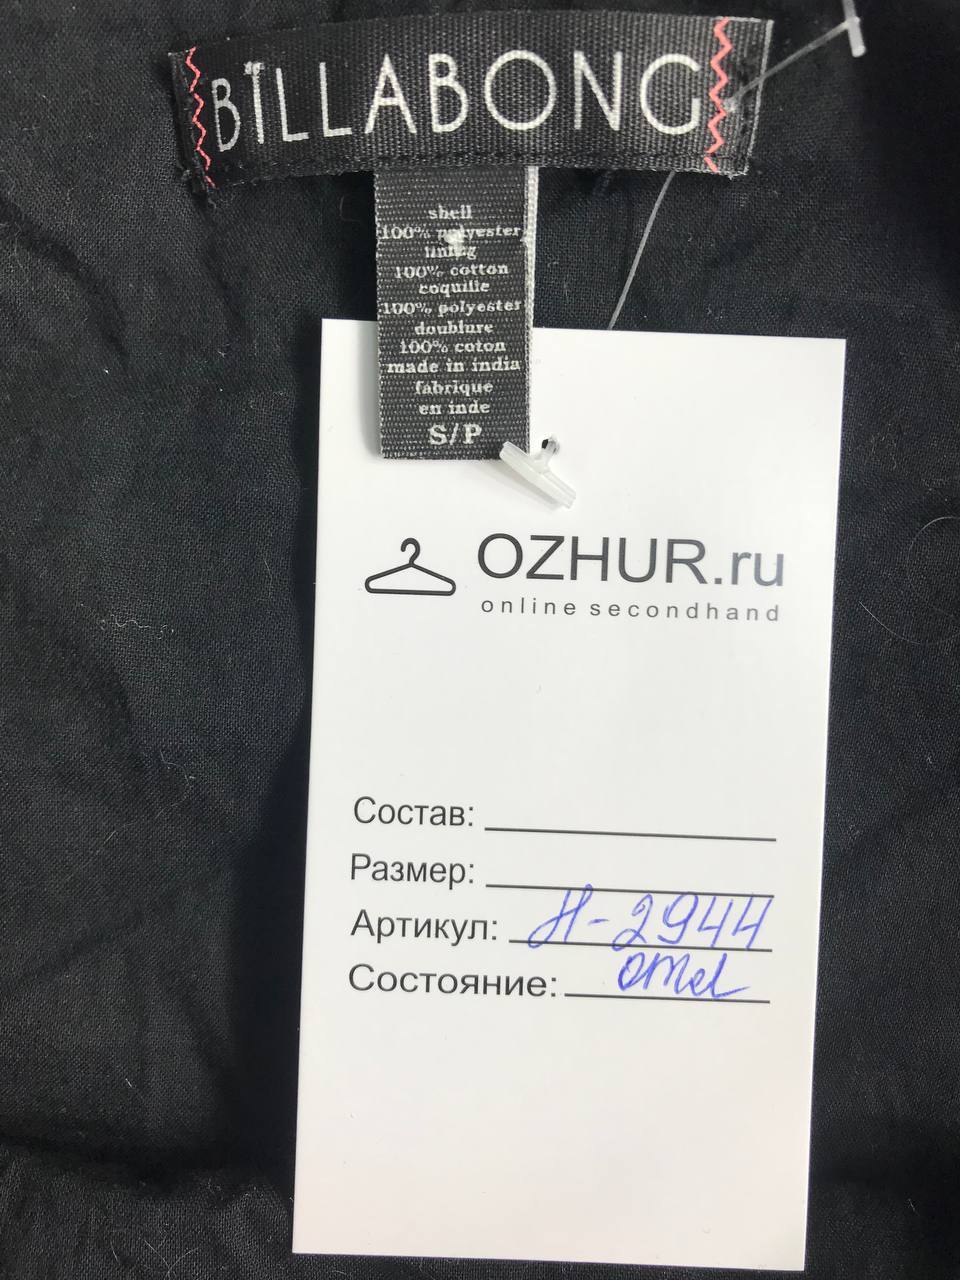 BILLABONG
shell
100% polyester
lining
100% cotton
coquille
100% polyester
doublure
100% coton
made in india
fabrique
en inde
S/P
OZHUR.ru
online secondhand
Состав:
Размер:
Артикул: Н-2944
Состояние: отл